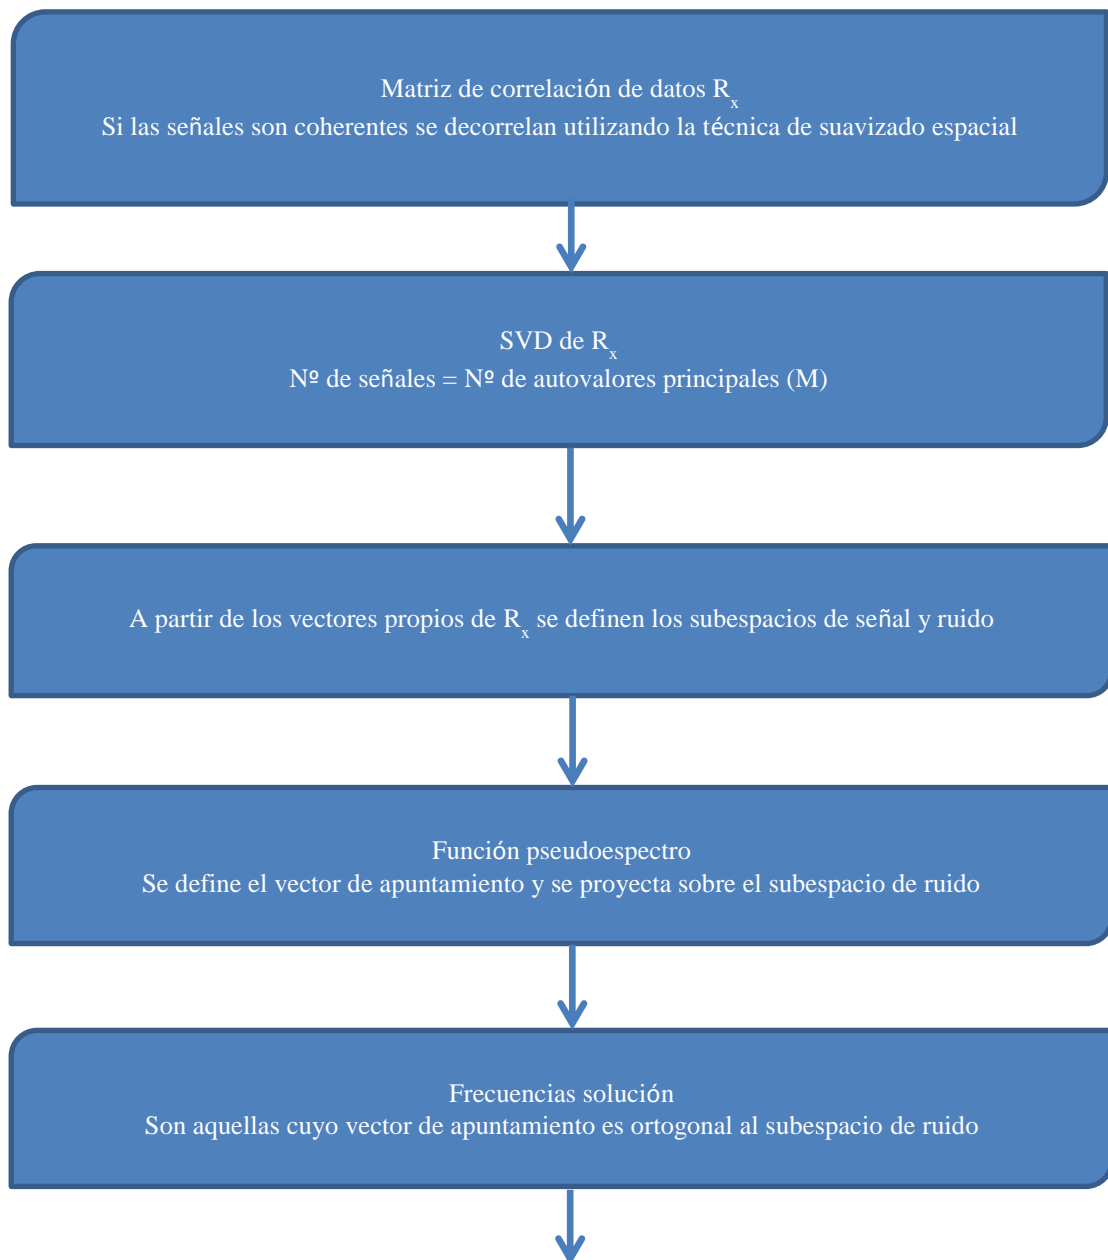 Matriz de correlación de datos Rx
Si las señales son coherentes se decorrelan utilizando la técnica de suavizado espacial
SVD de Rx
Nº de señales = Nº de autovalores principales (M)
A partir de los vectores propios de Rx se definen los subespacios de señal y ruido
Función pseudoespectro
Se define el vector de apuntamiento y se proyecta sobre el subespacio de ruido
Frecuencias solución
Son aquellas cuyo vector de apuntamiento es ortogonal al subespacio de ruido